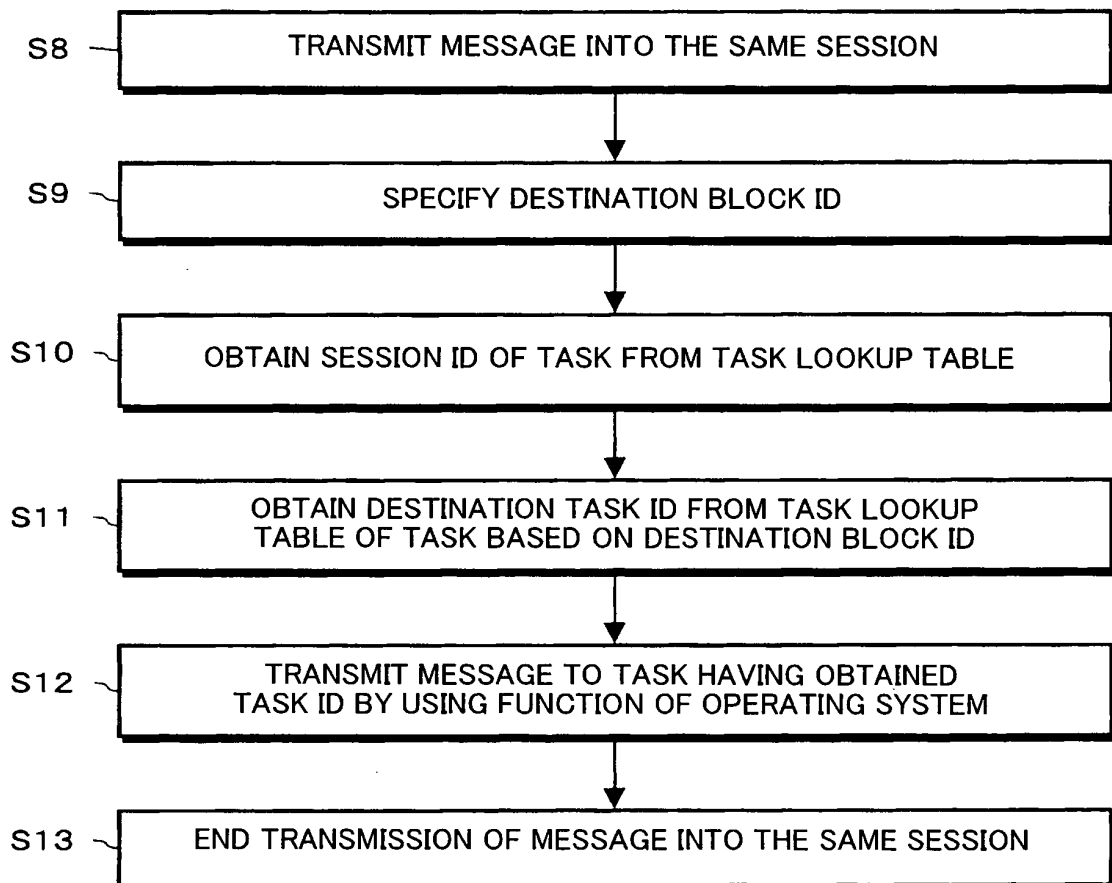 S8 TRANSMIT MESSAGE INTO THE SAME SESSION
S9 SPECIFY DESTINATION BLOCK ID
S10 OBTAIN SESSION ID OF TASK FROM TASK LOOKUP TABLE
S11 OBTAIN DESTINATION TASK ID FROM TASK LOOKUP
TABLE OF TASK BASED ON DESTINATION BLOCK ID
S12 TRANSMIT MESSAGE TO TASK HAVING OBTAINED
TASK ID BY USING FUNCTION OF OPERATING SYSTEM
S13 END TRANSMISSION OF MESSAGE INTO THE SAME SESSION